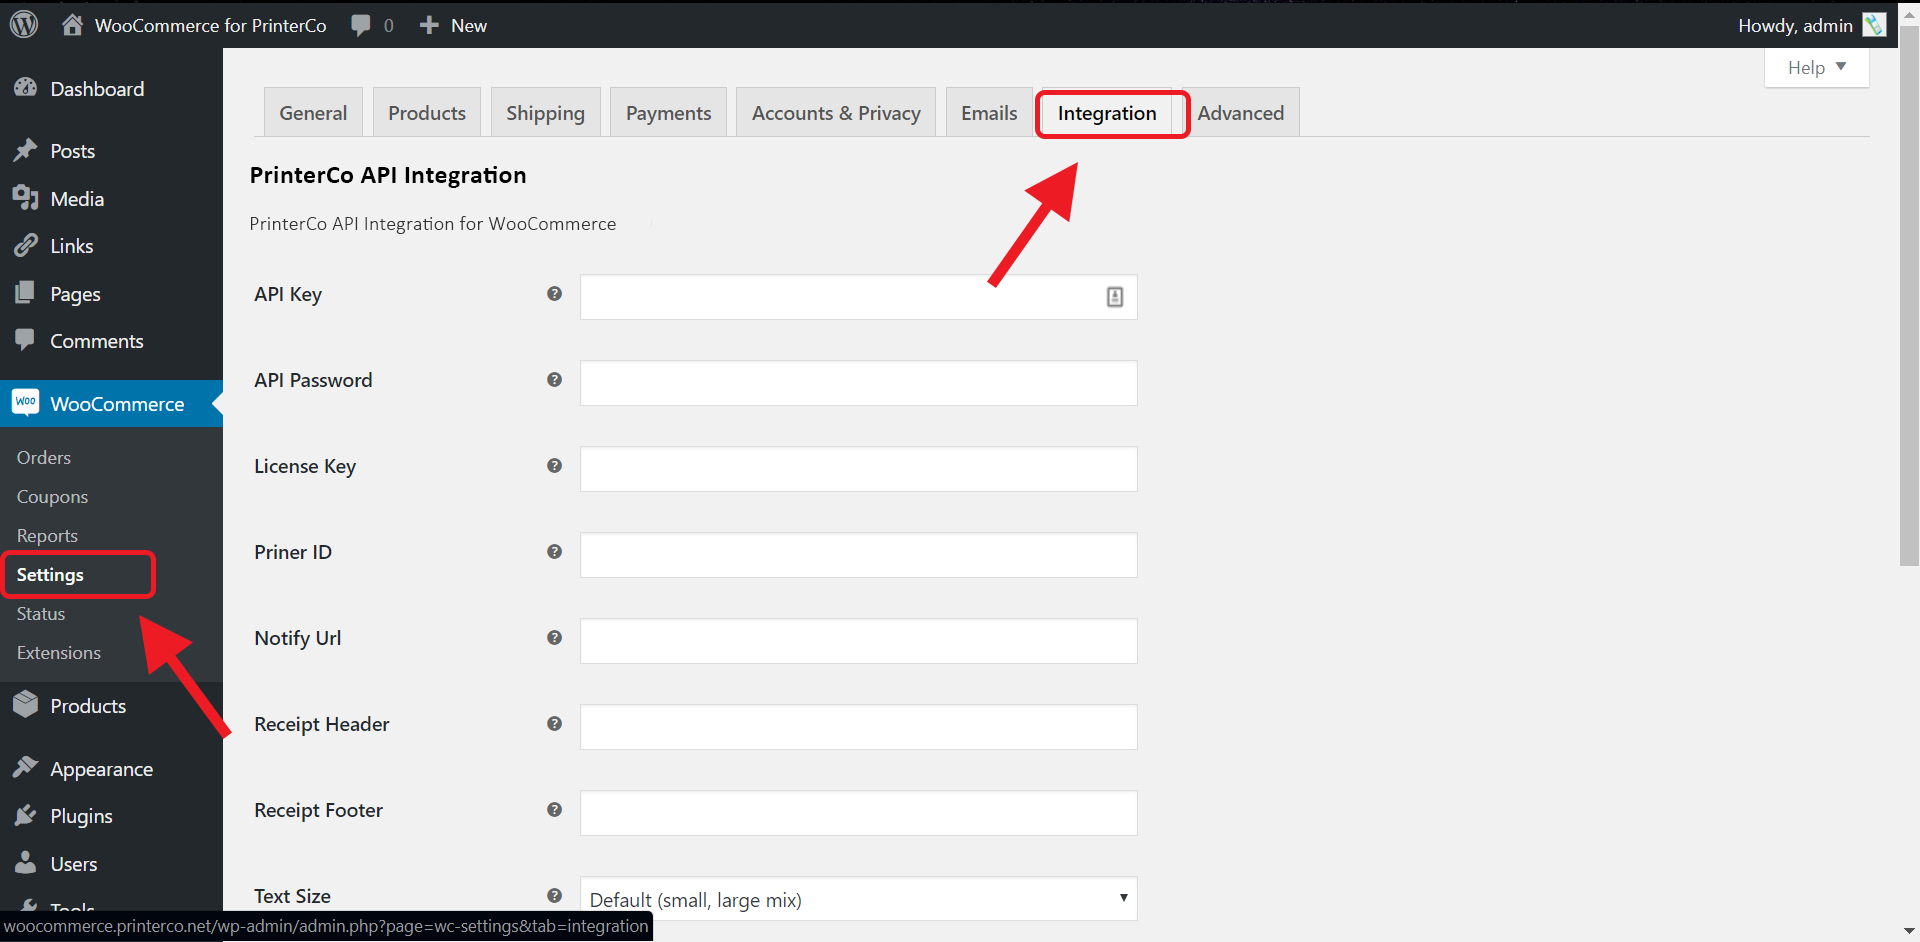 WooCommerce for PrinterCo 0 New Howdy, admin
Help
Dashboard
Posts
Media
Links
Pages
Comments
Woo WooCommerce
Orders
Coupons
Reports
Settings
Status
Extensions
Products
Appearance
Plugins
Users
Tools
General Products Shipping Payments Accounts & Privacy Emails Integration Advanced
PrinterCo API Integration
PrinterCo API Integration for WooCommerce
API Key
API Password
License Key
Priner ID
Notify Url
Receipt Header
Receipt Footer
Text Size Default (small, large mix)
woocommerce.printerco.net/wp-admin/admin.php?page=wc-settings&tab=integration